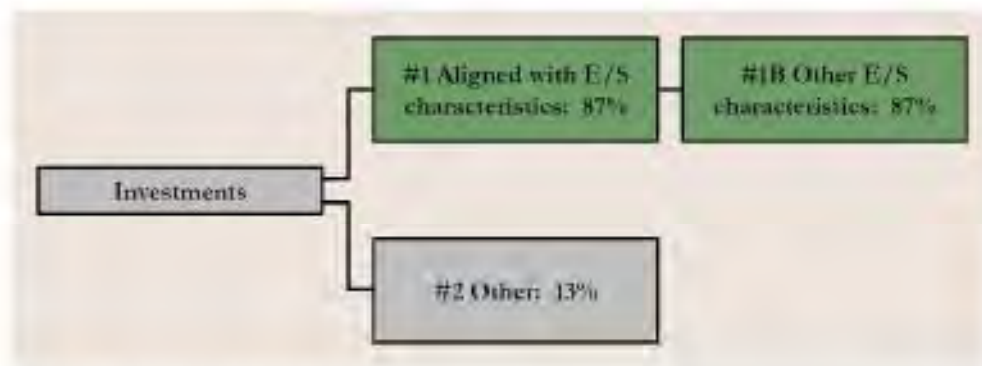 #1 Aligned with E/S
characteristics: 87%
#1B Other E/S
characteristics: 87%
Investments
#2 Other: 13%